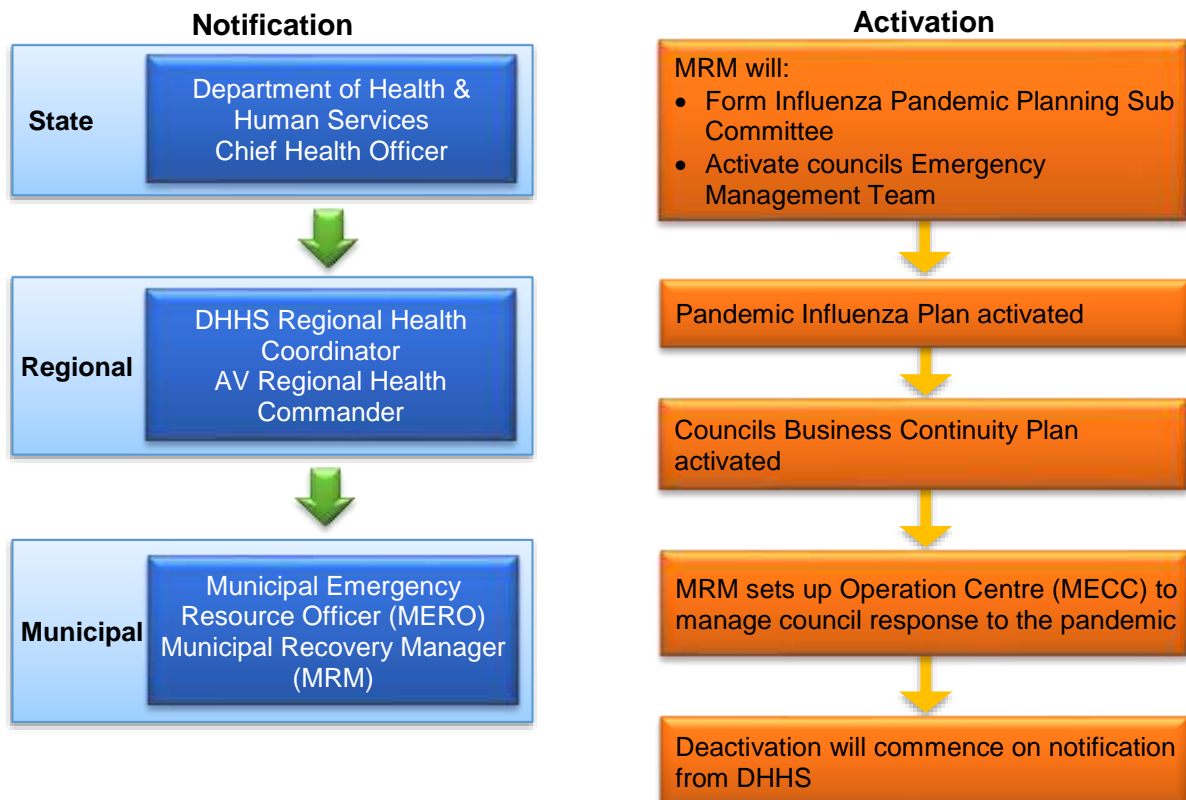 Notification
State
Department of Health &
Human Services
Chief Health Officer
Regional
DHHS Regional Health
Coordinator
AV Regional Health
Commander
Municipal
Municipal Emergency
Resource Officer (MERO)
Municipal Recovery Manager
(MRM)
Activation
MRM will:
• Form Influenza Pandemic Planning Sub
Committee
• Activate councils Emergency
Management Team
Pandemic Influenza Plan activated
Councils Business Continuity Plan
activated
MRM sets up Operation Centre (MECC) to
manage council response to the pandemic
Deactivation will commence on notification
from DHHS